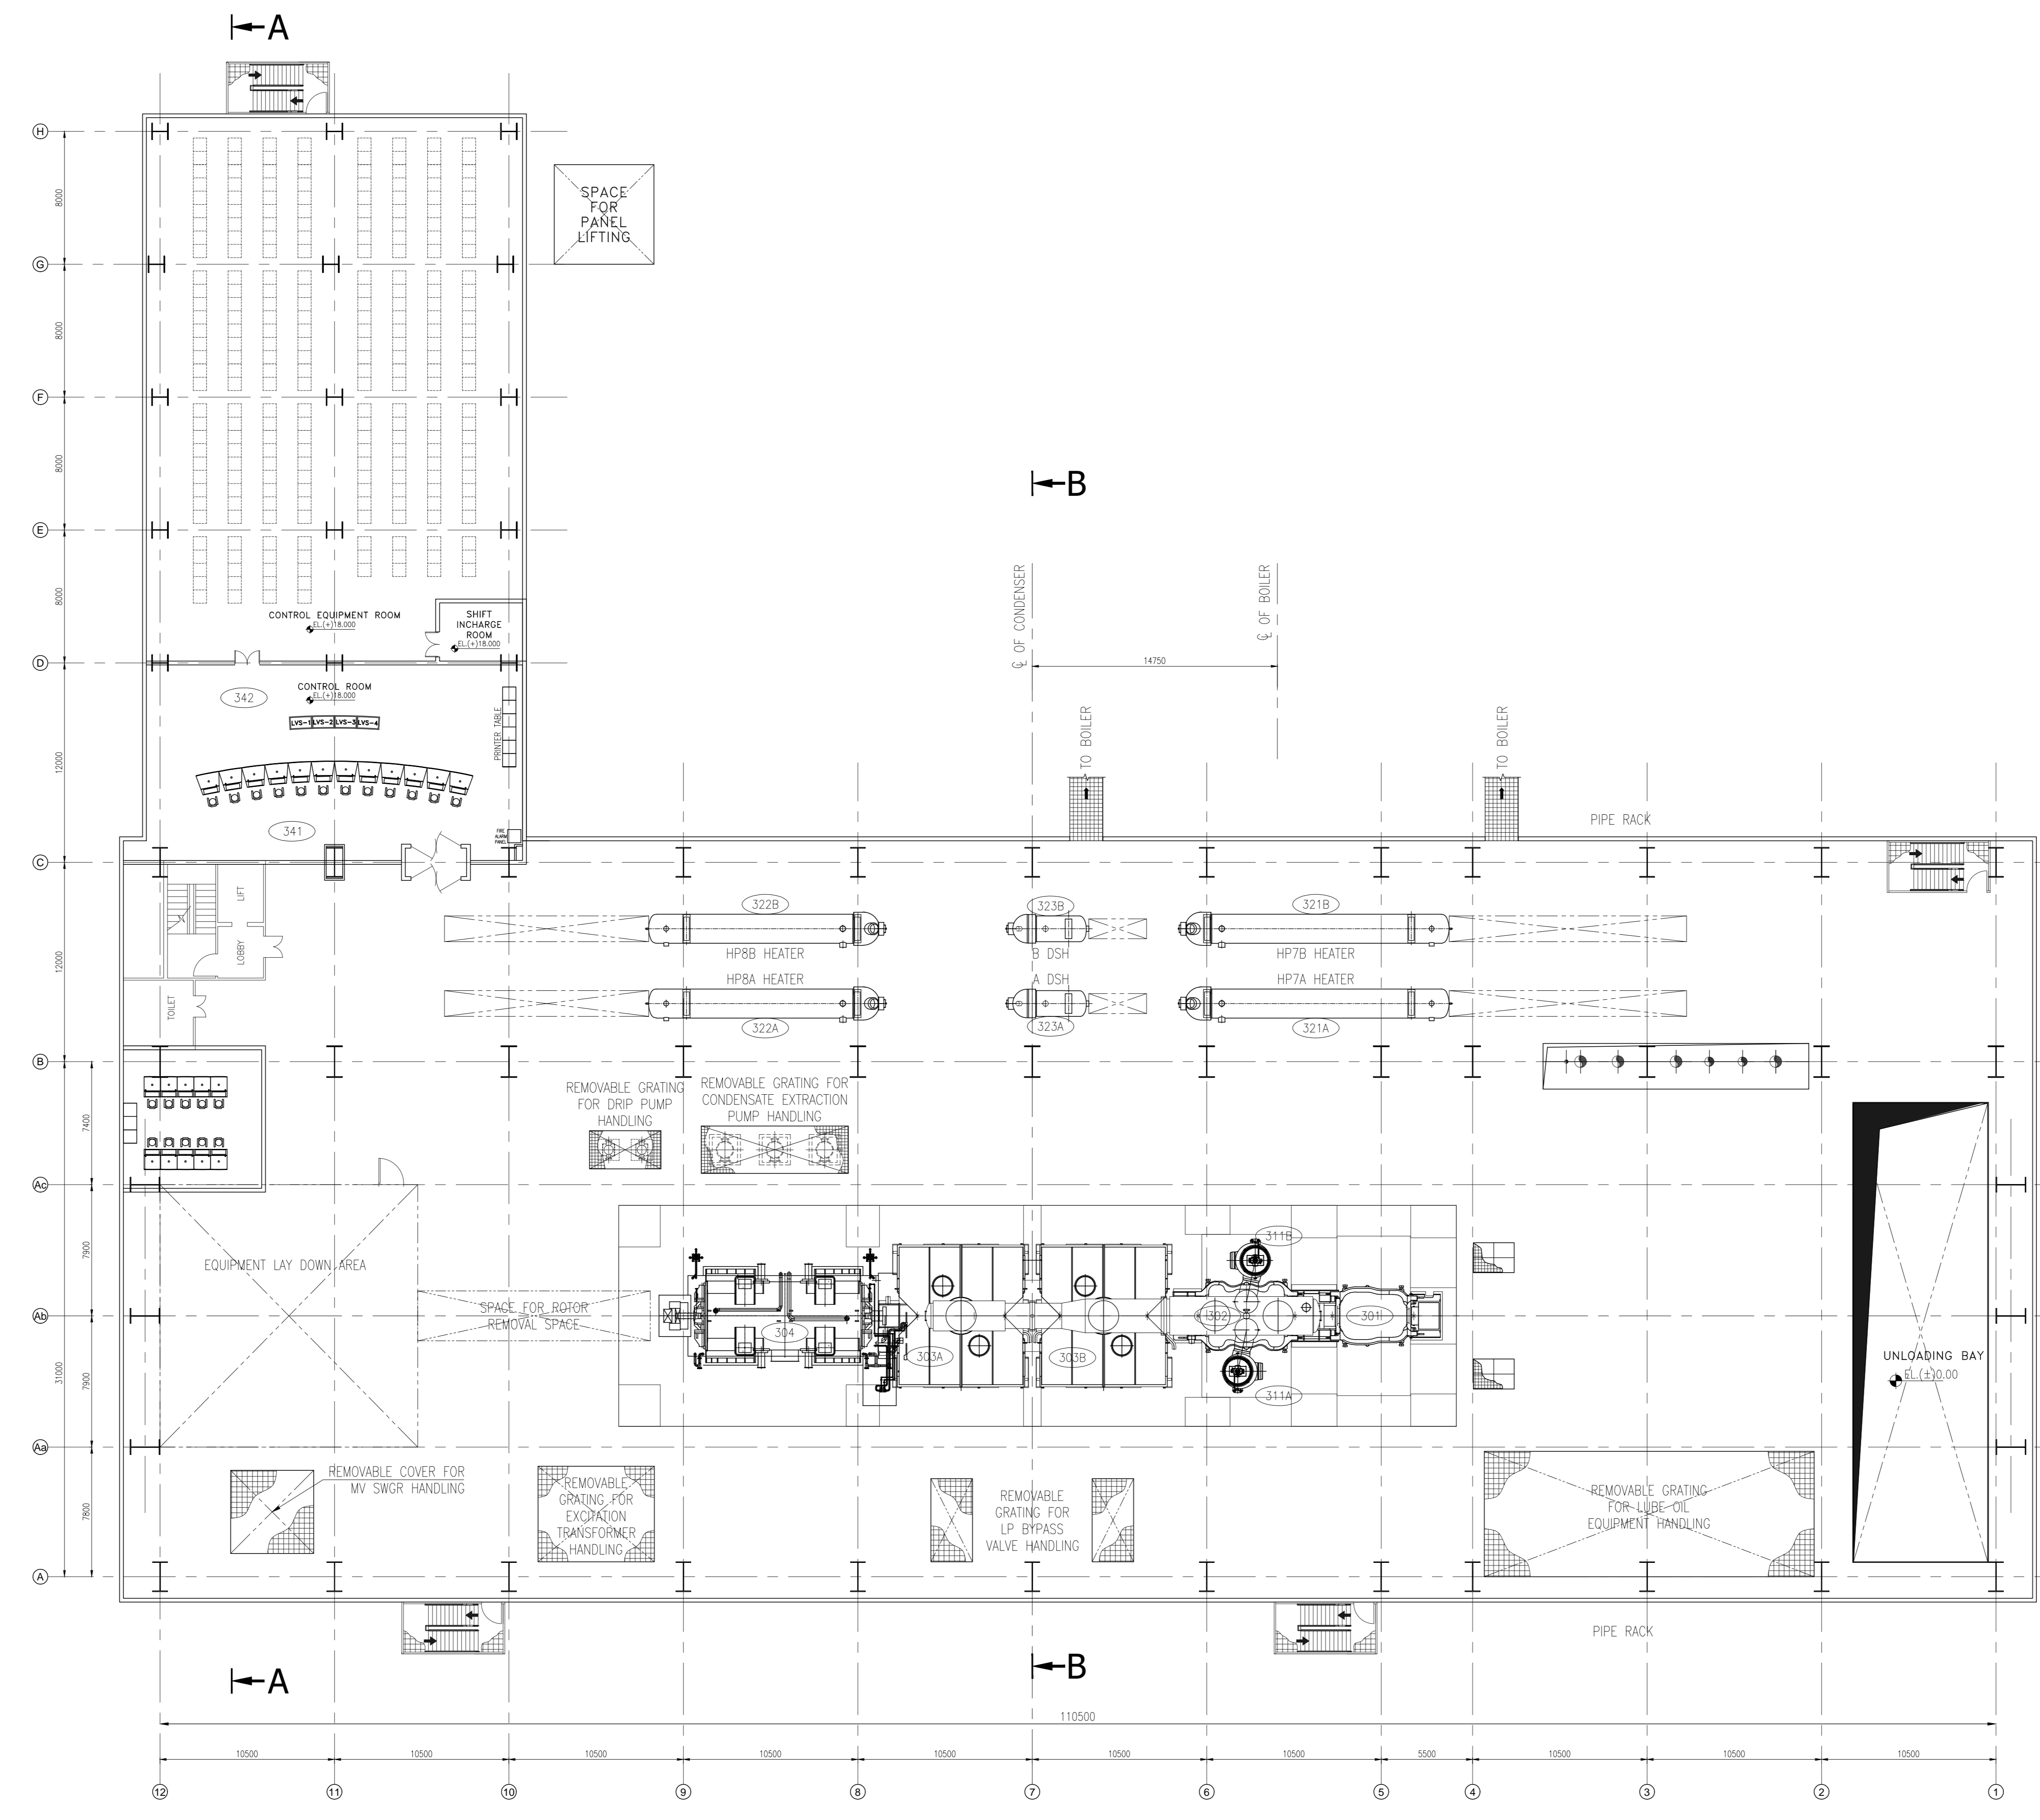 A
H
8000
SPACE
FOR
PANEL
LIFTING
G
8000
F
8000
B
E
8000
CONTROL EQUIPMENT ROOM
EL.(+)18.000
SHIFT
INCHARGE
ROOM
EL.(+)18.000
℄ OF CONDENSER
℄ OF BOILER
D
14750
342
CONTROL ROOM
EL.(+)18.000
LVS-1 LVS-2 LVS-3 LVS-4
PRINTER TABLE
12000
TO BOILER
TO BOILER
341
FIRE
ALARM
PANEL
PIPE RACK
C
LIFT
LOBBY
TOILET
12000
322B
323B
321B
HP8B HEATER
B DSH
HP7B HEATER
HP8A HEATER
A DSH
HP7A HEATER
322A
323A
321A
B
7400
REMOVABLE GRATING
FOR DRIP PUMP
HANDLING
REMOVABLE GRATING FOR
CONDENSATE EXTRACTION
PUMP HANDLING
Ac
7900
EQUIPMENT LAY DOWN AREA
311B
SPACE FOR ROTOR
REMOVAL SPACE
Ab
304
303A
303B
302
301
311A
31000
7900
UNLOADING BAY
EL.(±)0.00
Aa
7800
REMOVABLE COVER FOR
MV SWGR HANDLING
REMOVABLE
GRATING FOR
EXCITATION
TRANSFORMER
HANDLING
REMOVABLE
GRATING FOR
LP BYPASS
VALVE HANDLING
REMOVABLE GRATING
FOR LUBE OIL
EQUIPMENT HANDLING
A
PIPE RACK
A
B
110500
10500 10500 10500 10500 10500 10500 10500 5500 10500 10500 10500
12 11 10 9 8 7 6 5 4 3 2 1